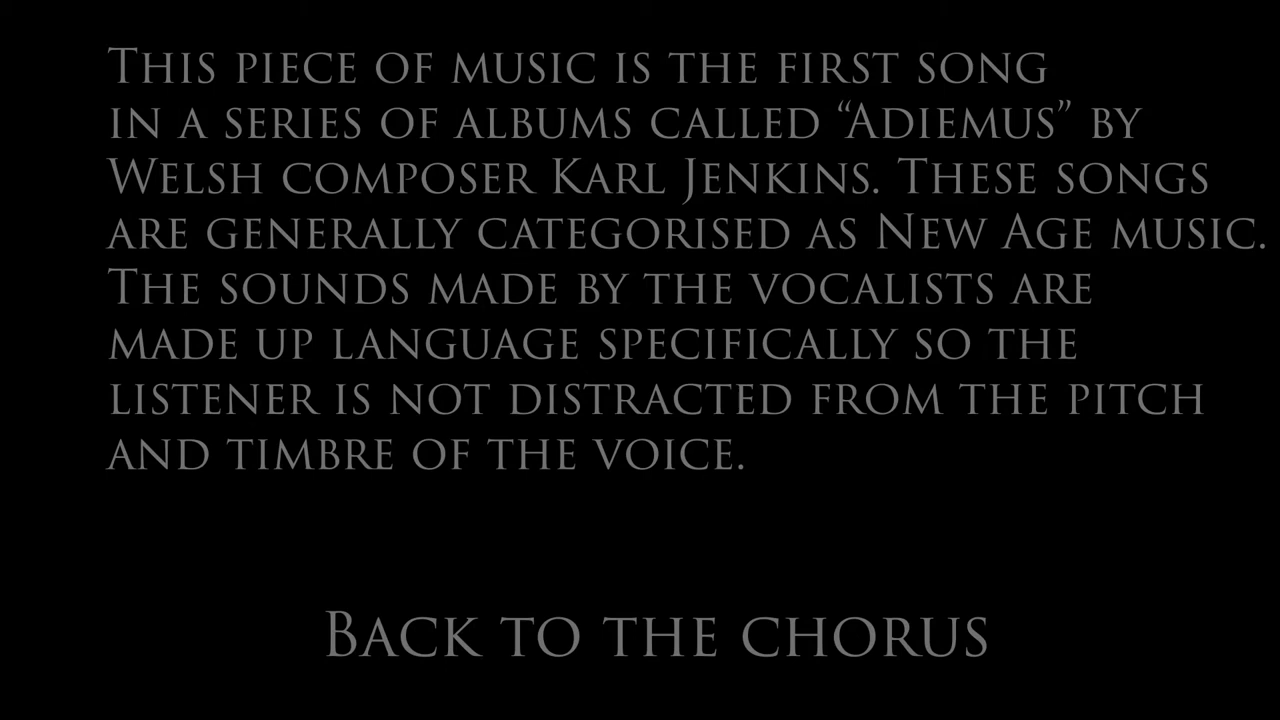 This piece of music is the first song
in a series of albums called “Adiemus” by
Welsh composer Karl Jenkins. These songs
are generally categorised as New Age music.
The sounds made by the vocalists are
made up language specifically so the
listener is not distracted from the pitch
and timbre of the voice.
Back to the chorus